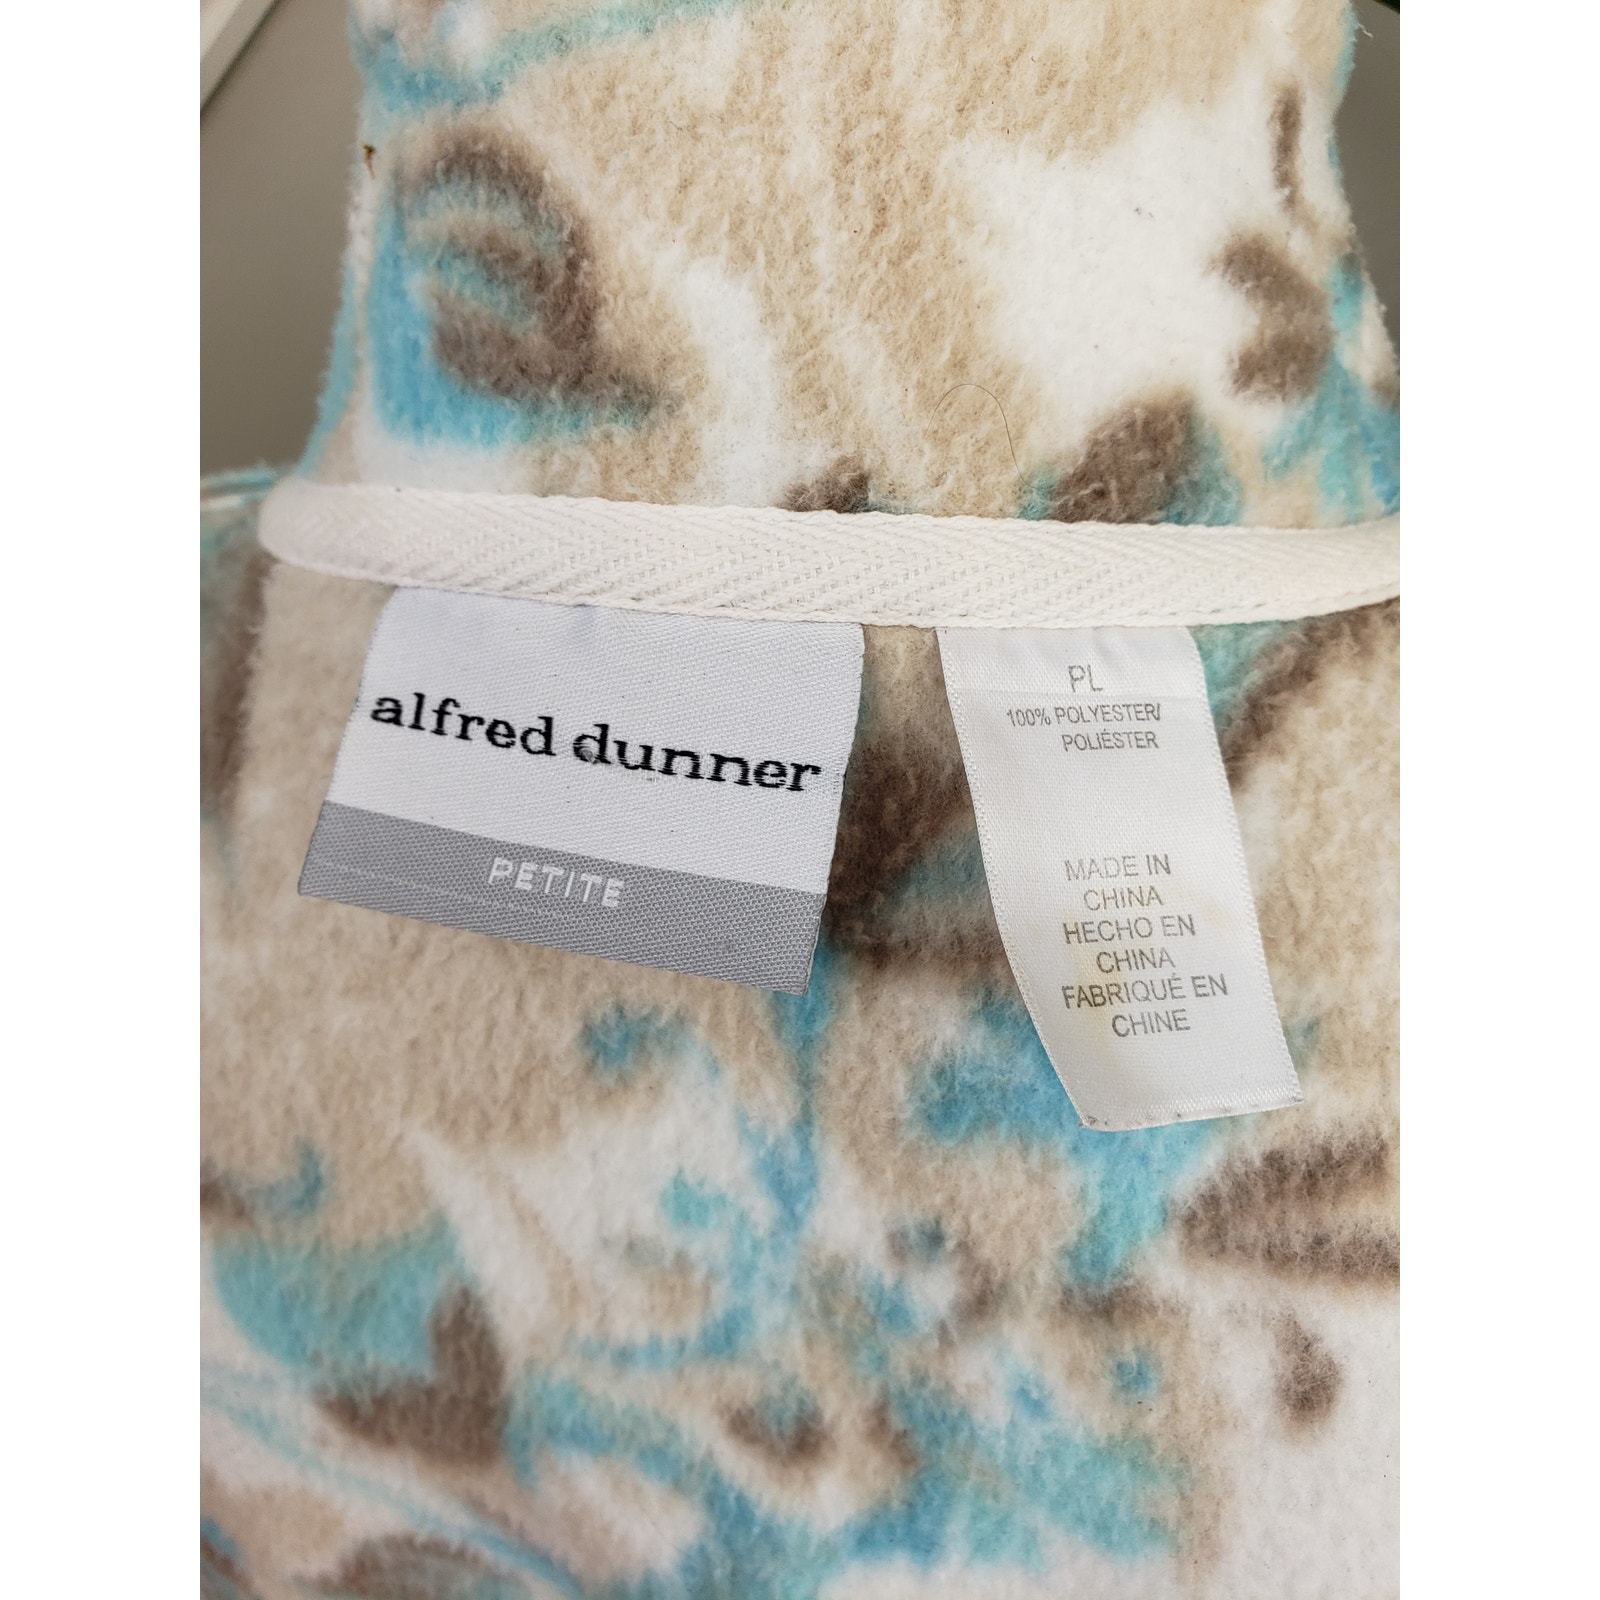 alfred dunner
PETITE
PL
100% POLYESTER/
POLIÉSTER
MADE IN
CHINA
HECHO EN
CHINA
FABRIQUÉ EN
CHINE